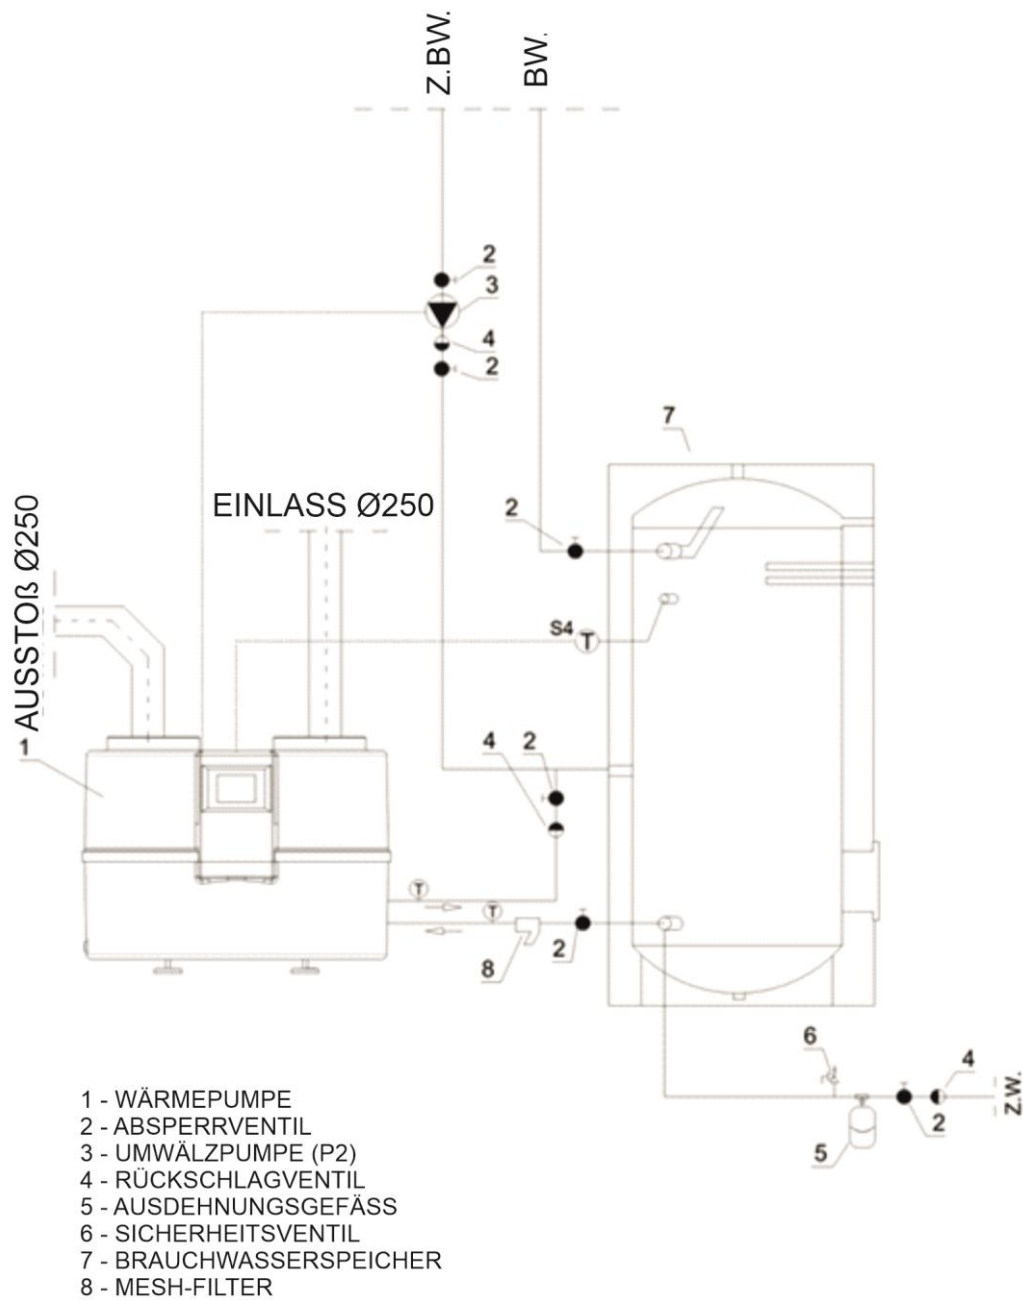 Z.BW.
BW.
2
3
4
2
7
EINLASS Ø250
2
AUSSTOß Ø250
S4
T
1
4
2
T
T
8
2
6
4
Z.W.
2
5
1 - WÄRMEPUMPE
2 - ABSPERRVENTIL
3 - UMWÄLZPUMPE (P2)
4 - RÜCKSCHLAGVENTIL
5 - AUSDEHNUNGSGEFÄSS
6 - SICHERHEITSVENTIL
7 - BRAUCHWASSERSPEICHER
8 - MESH-FILTER